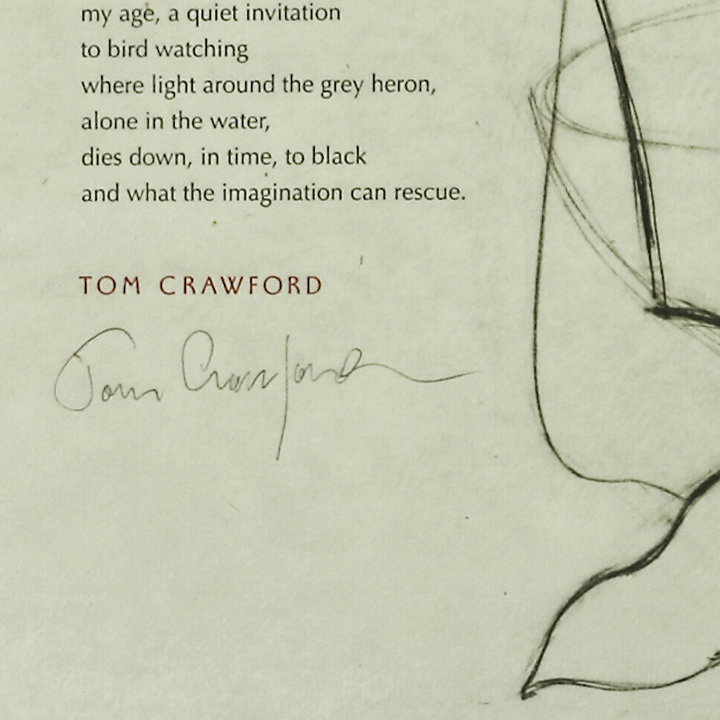 my age, a quiet invitation
to bird watching
where light around the grey heron,
alone in the water,
dies down, in time, to black
and what the imagination can rescue.
TOM CRAWFORD
Tom Crawford